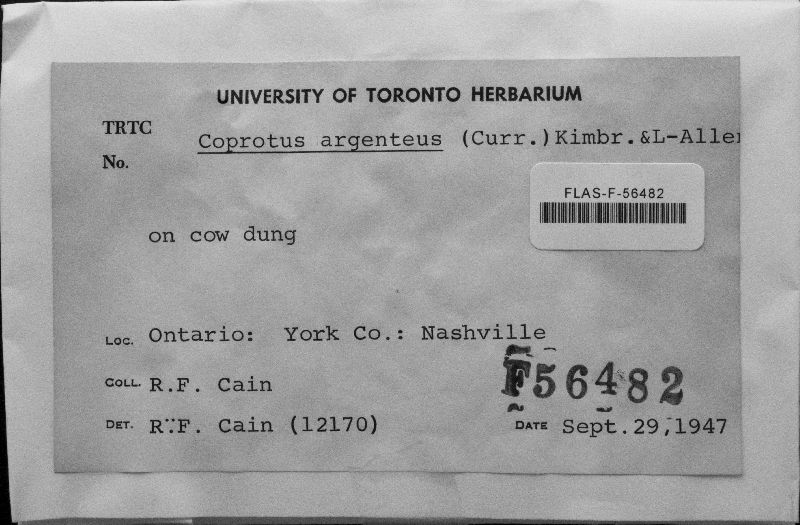 UNIVERSITY OF TORONTO HERBARIUM
TRTC
No.
Coprotus argenteus (Curr.)Kimbr.&L-Aller
FLAS-F-56482
on cow dung
LOC. Ontario: York Co.: Nashville
COLL. R.F. Cain
F56482
DET. R.F. Cain (12170)
DATE Sept.29,1947